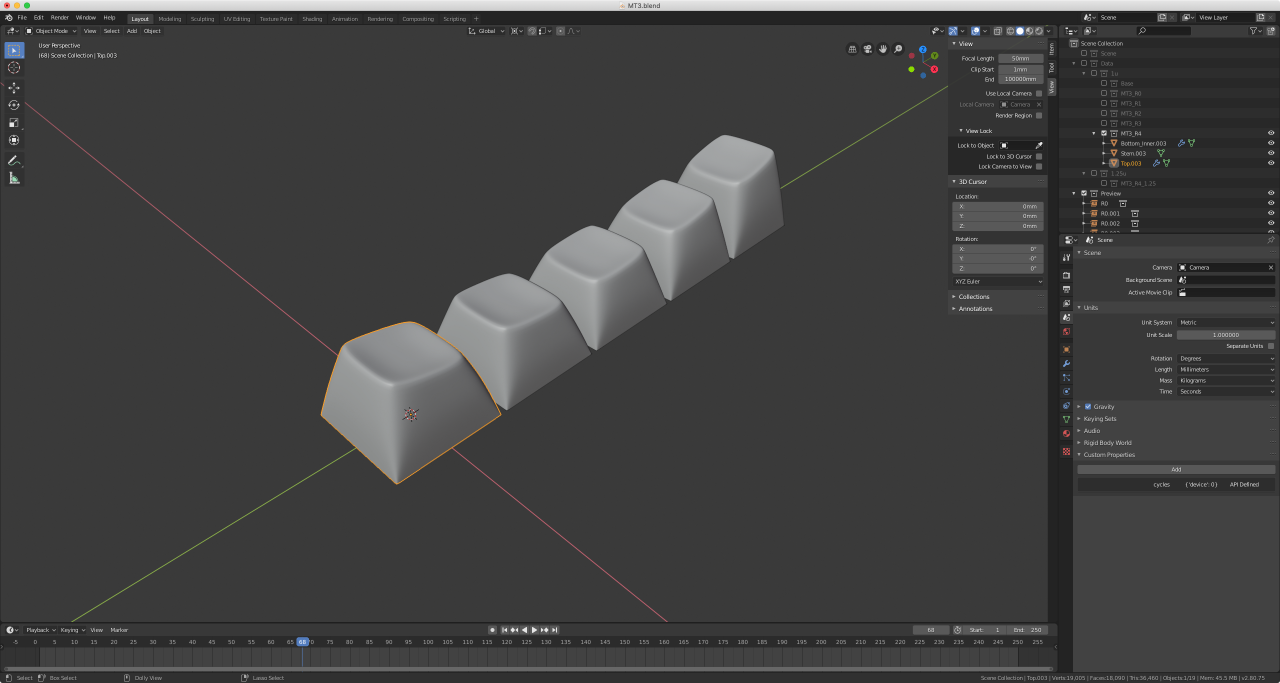 MT3.blend
File Edit Render Window Help Layout Modeling Sculpting UV Editing Texture Paint Shading Animation Rendering Compositing Scripting + Scene View Layer
Object Mode View Select Add Object Global
User Perspective
(68) Scene Collection | Top.003
View
Focal Length 50mm
Clip Start 1mm
End 100000mm
Use Local Camera
Local Camera Camera
Render Region
View Lock
Lock to Object
Lock to 3D Cursor
Lock Camera to View
3D Cursor
Location:
X: 0mm
Y: 0mm
Z: 0mm
Rotation:
X: 0°
Y: 0°
Z: 0°
XYZ Euler
Collections
Annotations
Item
Tool
View
Z
Y
X
Scene Collection
Scene
Data
1u
Base
MT3_R0
MT3_R1
MT3_R2
MT3_R3
MT3_R4
Bottom_Inner.003
Stem.003
Top.003
1.25u
MT3_R4_1.25
Preview
R0
R0.001
R0.002
Scene
Scene
Camera Camera
Background Scene
Active Movie Clip
Units
Unit System Metric
Unit Scale 1.000000
Separate Units
Rotation Degrees
Length Millimeters
Mass Kilograms
Time Seconds
Gravity
Keying Sets
Audio
Rigid Body World
Custom Properties
Add
cycles {'device': 0} API Defined
Playback Keying View Marker 68 Start: 1 End: 250
-5 0 5 10 15 20 25 30 35 40 45 50 55 60 65 68 70 75 80 85 90 95 100 105 110 115 120 125 130 135 140 145 150 155 160 165 170 175 180 185 190 195 200 205 210 215 220 225 230 235 240 245 250 255
Select Box Select Dolly View Lasso Select Scene Collection | Top.003 | Verts:19,005 | Faces:18,090 | Tris:36,460 | Objects:1/19 | Mem: 45.5 MB | v2.80.75